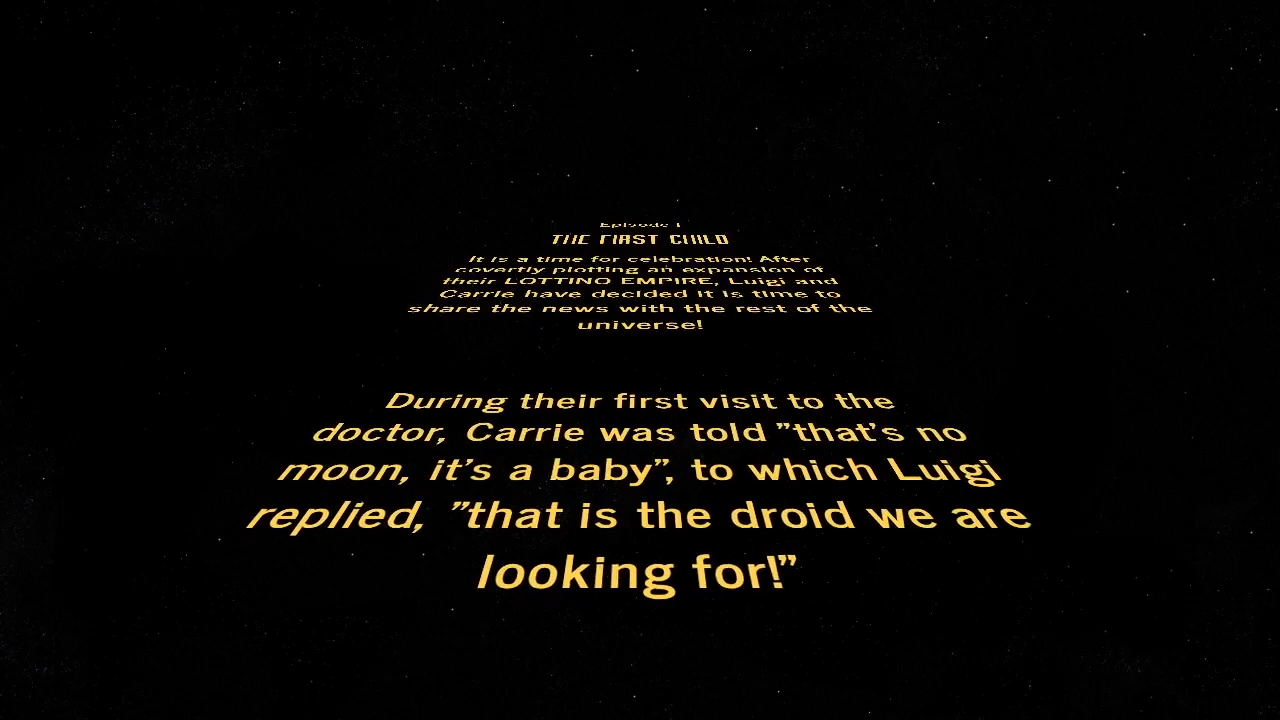 Episode I
THE FIRST CHILD
It is a time for celebration! After
covertly plotting an expansion of
their LOTTINO EMPIRE, Luigi and
Carrie have decided it is time to
share the news with the rest of the
universe!
During their first visit to the
doctor, Carrie was told ”that’s no
moon, it’s a baby”, to which Luigi
replied, ”that is the droid we are
looking for!”